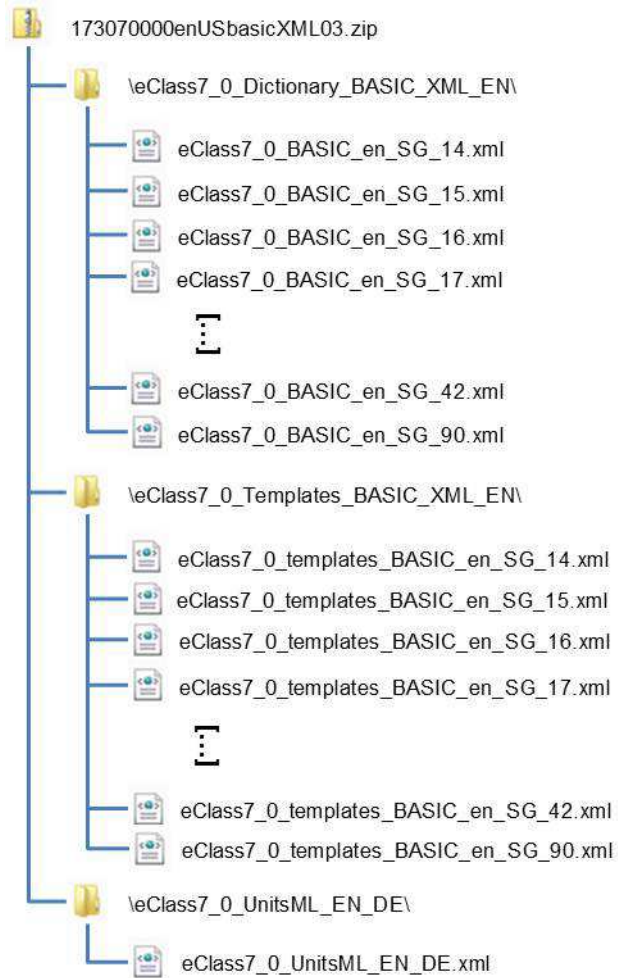 173070000enUSbasicXML03.zip
\eClass7_0_Dictionary_BASIC_XML_EN\
eClass7_0_BASIC_en_SG_14.xml
eClass7_0_BASIC_en_SG_15.xml
eClass7_0_BASIC_en_SG_16.xml
eClass7_0_BASIC_en_SG_17.xml
eClass7_0_BASIC_en_SG_42.xml
eClass7_0_BASIC_en_SG_90.xml
\eClass7_0_Templates_BASIC_XML_EN\
eClass7_0_templates_BASIC_en_SG_14.xml
eClass7_0_templates_BASIC_en_SG_15.xml
eClass7_0_templates_BASIC_en_SG_16.xml
eClass7_0_templates_BASIC_en_SG_17.xml
eClass7_0_templates_BASIC_en_SG_42.xml
eClass7_0_templates_BASIC_en_SG_90.xml
\eClass7_0_UnitsML_EN_DE\
eClass7_0_UnitsML_EN_DE.xml